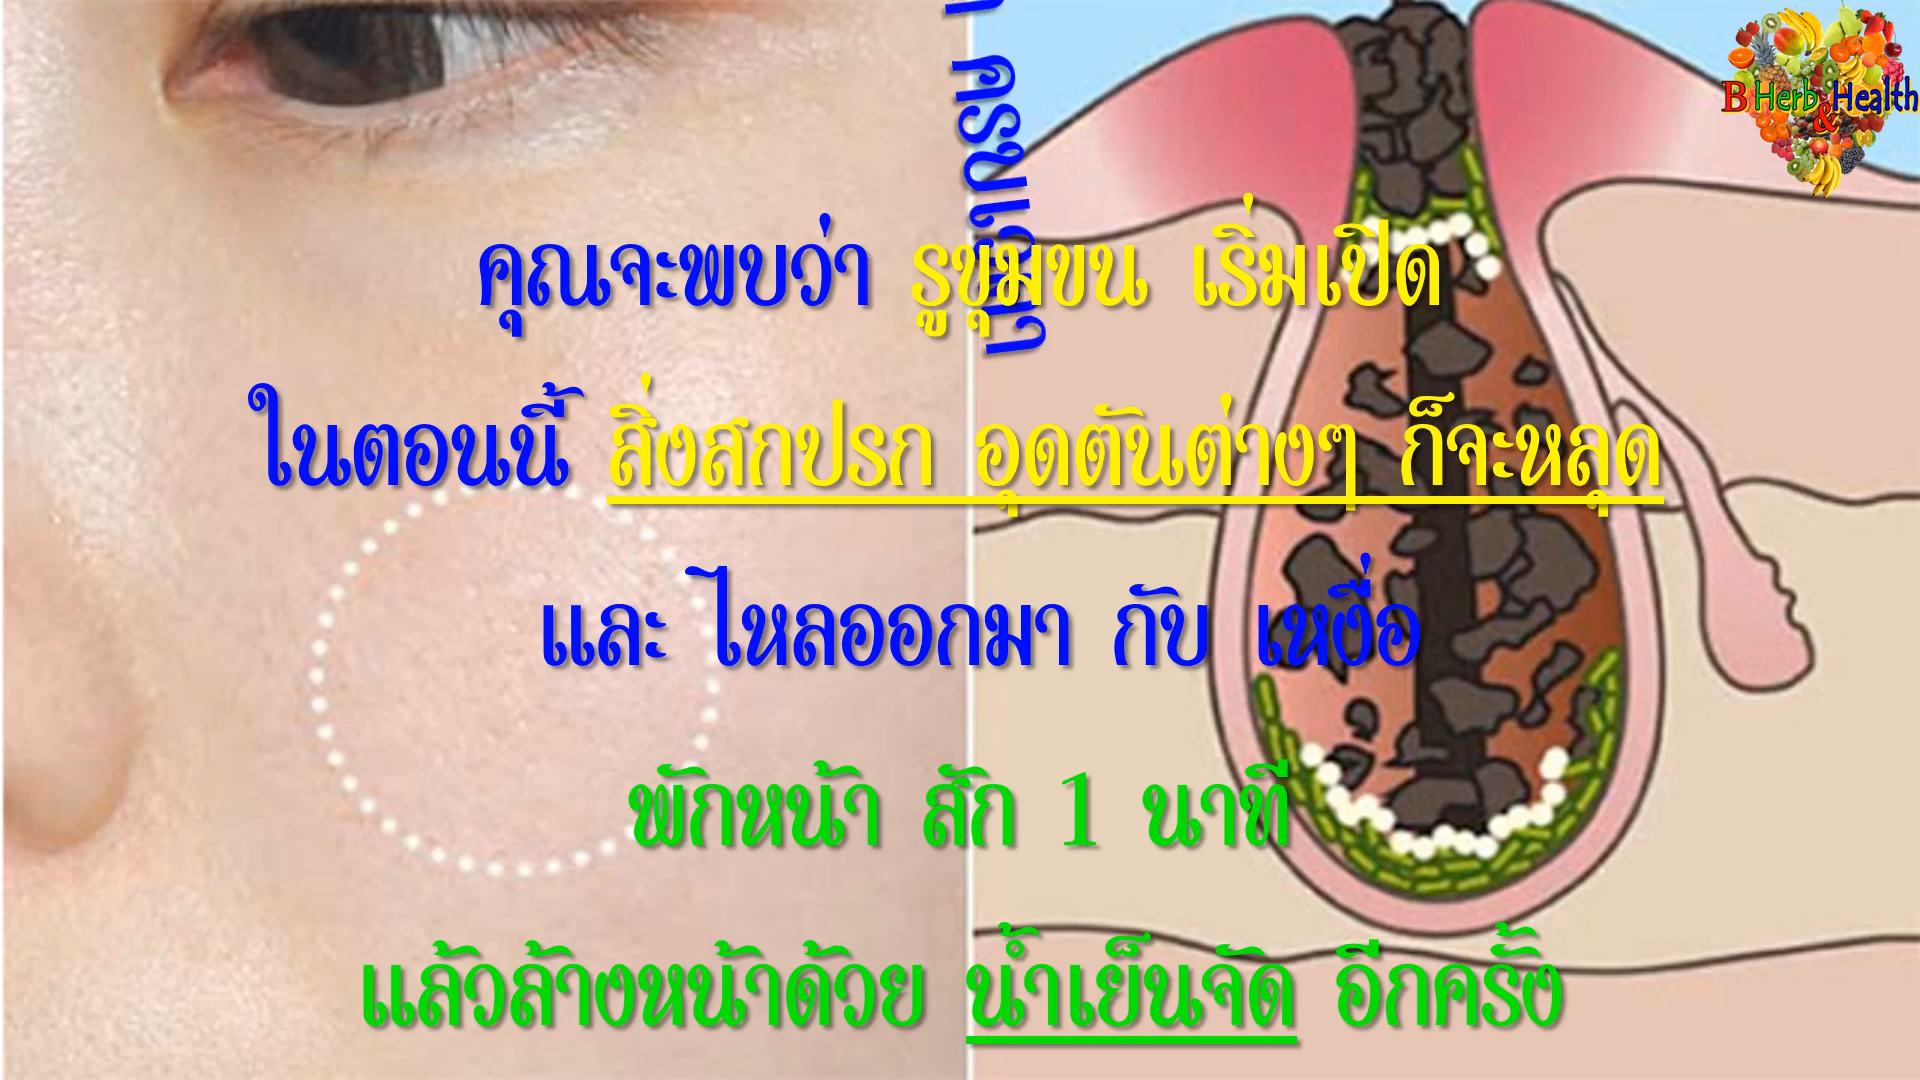 B Herb & Health
คุณจะพบว่า รูขุมขน เริ่มเปิด
ในตอนนี้ สิ่งสกปรก อุดตันต่างๆ ก็จะหลุด
และ ไหลออกมา กับ เหงื่อ
พักหน้า สัก 1 นาที
แล้วล้างหน้าด้วย น้ำเย็นจัด อีกครั้ง